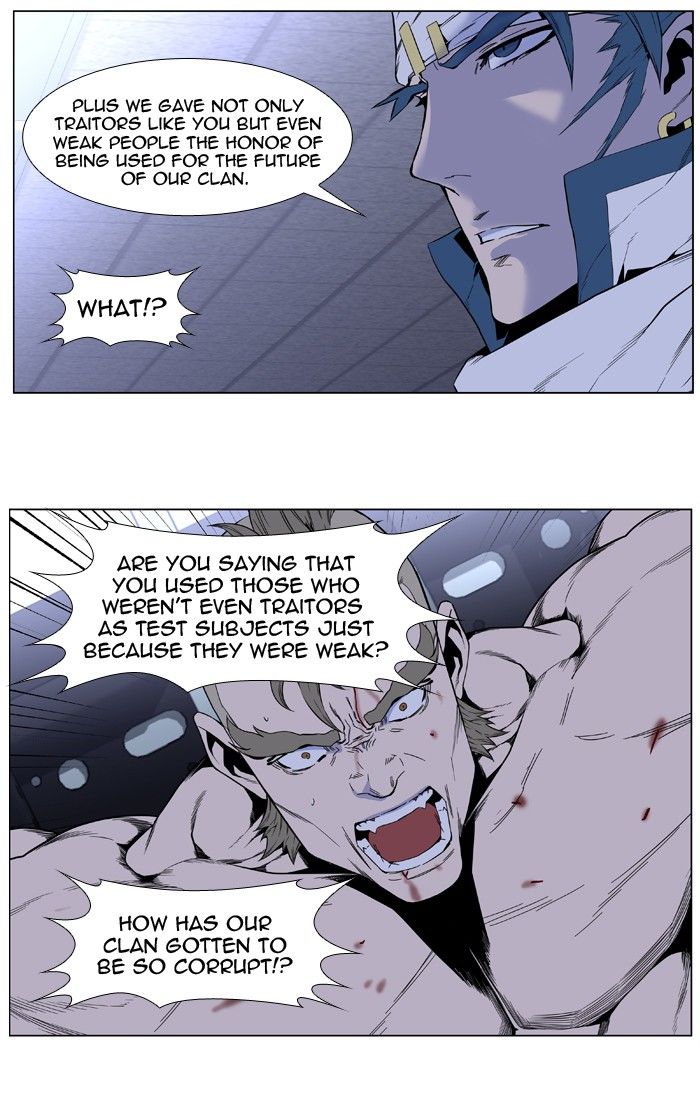 PLUS WE GAVE NOT ONLY
TRAITORS LIKE YOU BUT EVEN
WEAK PEOPLE THE HONOR OF
BEING USED FOR THE FUTURE
OF OUR CLAN.
WHAT!?
ARE YOU SAYING THAT
YOU USED THOSE WHO
WEREN'T EVEN TRAITORS
AS TEST SUBJECTS JUST
BECAUSE THEY WERE WEAK?
HOW HAS OUR
CLAN GOTTEN TO
BE SO CORRUPT!?